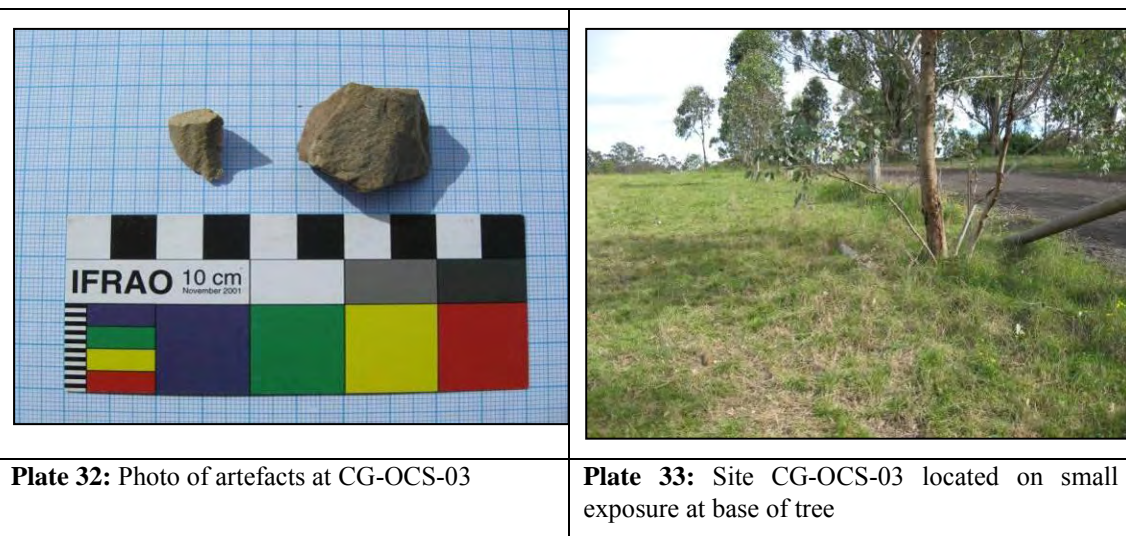 IFRAO 10 cm
November 2001
Plate 32: Photo of artefacts at CG-OCS-03
Plate 33: Site CG-OCS-03 located on small
exposure at base of tree